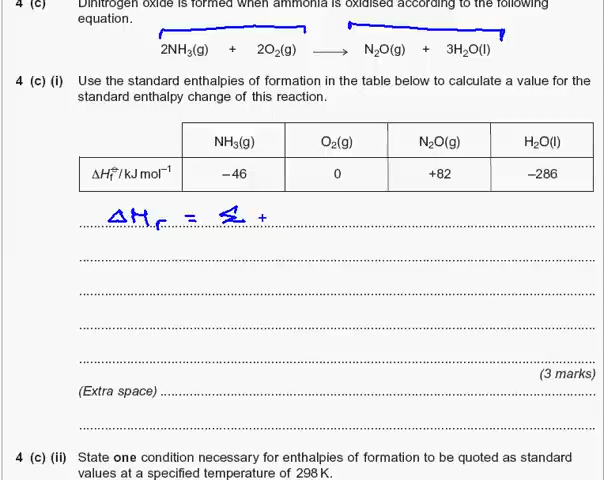 4 (c) Dinitrogen oxide is formed when ammonia is oxidised according to the following
equation.
2NH₃(g) + 2O₂(g) ⟶ N₂O(g) + 3H₂O(l)
4 (c) (i) Use the standard enthalpies of formation in the table below to calculate a value for the
standard enthalpy change of this reaction.
NH₃(g) O₂(g) N₂O(g) H₂O(l)
ΔHf⦵/kJ mol⁻¹ –46 0 +82 –286
ΔHr = Σ
(3 marks)
(Extra space)
4 (c) (ii) State one condition necessary for enthalpies of formation to be quoted as standard
values at a specified temperature of 298 K.